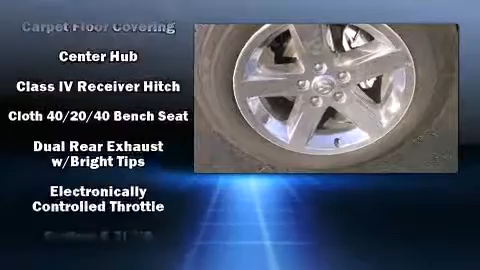 Carpet Floor Covering
Center Hub
Class IV Receiver Hitch
Cloth 40/20/40 Bench Seat
Dual Rear Exhaust
w/Bright Tips
Electronically
Controlled Throttle